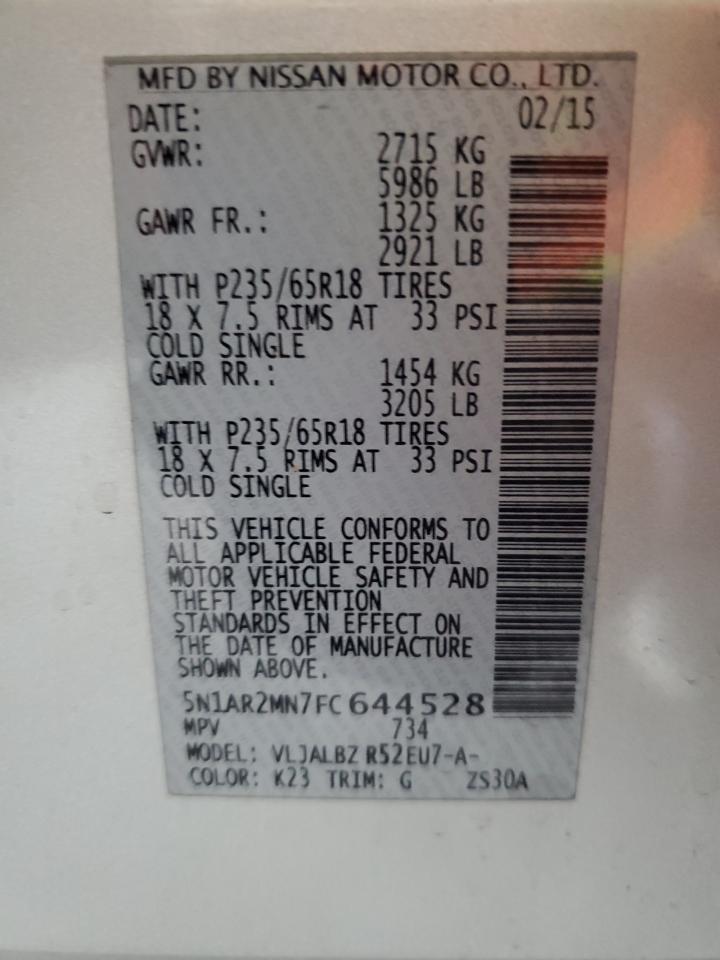 MFD BY NISSAN MOTOR CO., LTD.
DATE: 02/15
GVWR: 2715 KG
5986 LB
GAWR FR.: 1325 KG
2921 LB
WITH P235/65R18 TIRES
18 X 7.5 RIMS AT 33 PSI
COLD SINGLE
GAWR RR.: 1454 KG
3205 LB
WITH P235/65R18 TIRES
18 X 7.5 RIMS AT 33 PSI
COLD SINGLE
THIS VEHICLE CONFORMS TO
ALL APPLICABLE FEDERAL
MOTOR VEHICLE SAFETY AND
THEFT PREVENTION
STANDARDS IN EFFECT ON
THE DATE OF MANUFACTURE
SHOWN ABOVE.
5N1AR2MN7FC644528
MPV 734
MODEL: VLJALBZ R52EU7-A-
COLOR: K23 TRIM: G ZS30A